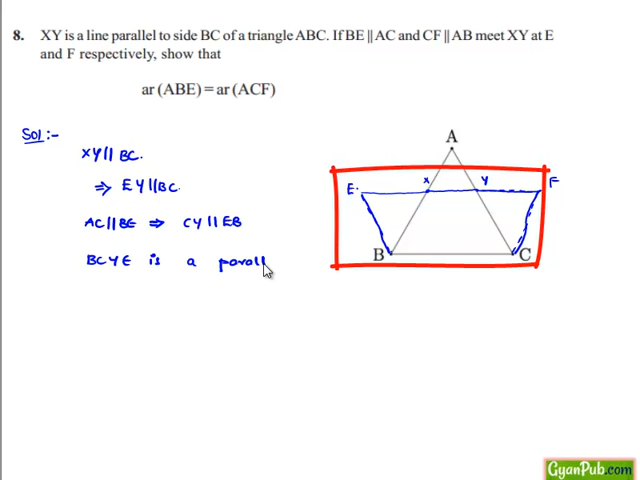 8. XY is a line parallel to side BC of a triangle ABC. If BE || AC and CF || AB meet XY at E
and F respectively, show that
ar (ABE) = ar (ACF)
Sol :-
XY || BC.
⇒ EY || BC.
AC || BE ⇒ CY || EB
BCYE is a parall
A
E. X Y F
B C
GyanPub.com